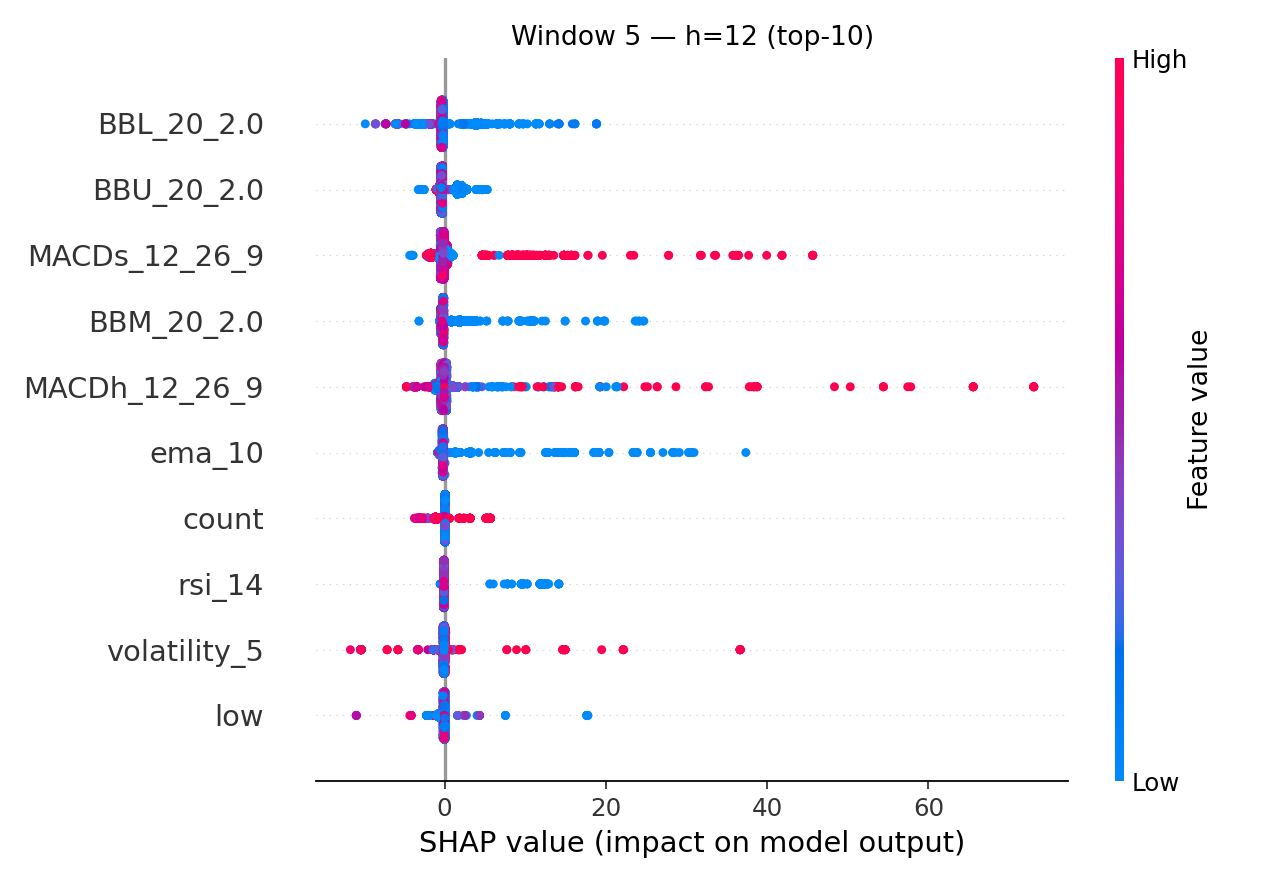 Window 5 — h=12 (top-10)
High
BBL_20_2.0
BBU_20_2.0
MACDs_12_26_9
BBM_20_2.0
MACDh_12_26_9
ema_10
count
rsi_14
volatility_5
low
Feature value
Low
0 20 40 60
SHAP value (impact on model output)